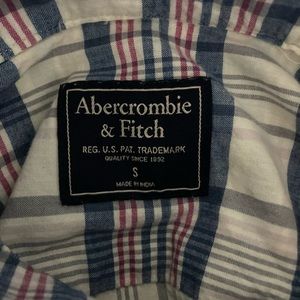 Abercrombie
& Fitch
REG. U.S. PAT. TRADEMARK
QUALITY SINCE 1892
S
MADE IN INDIA